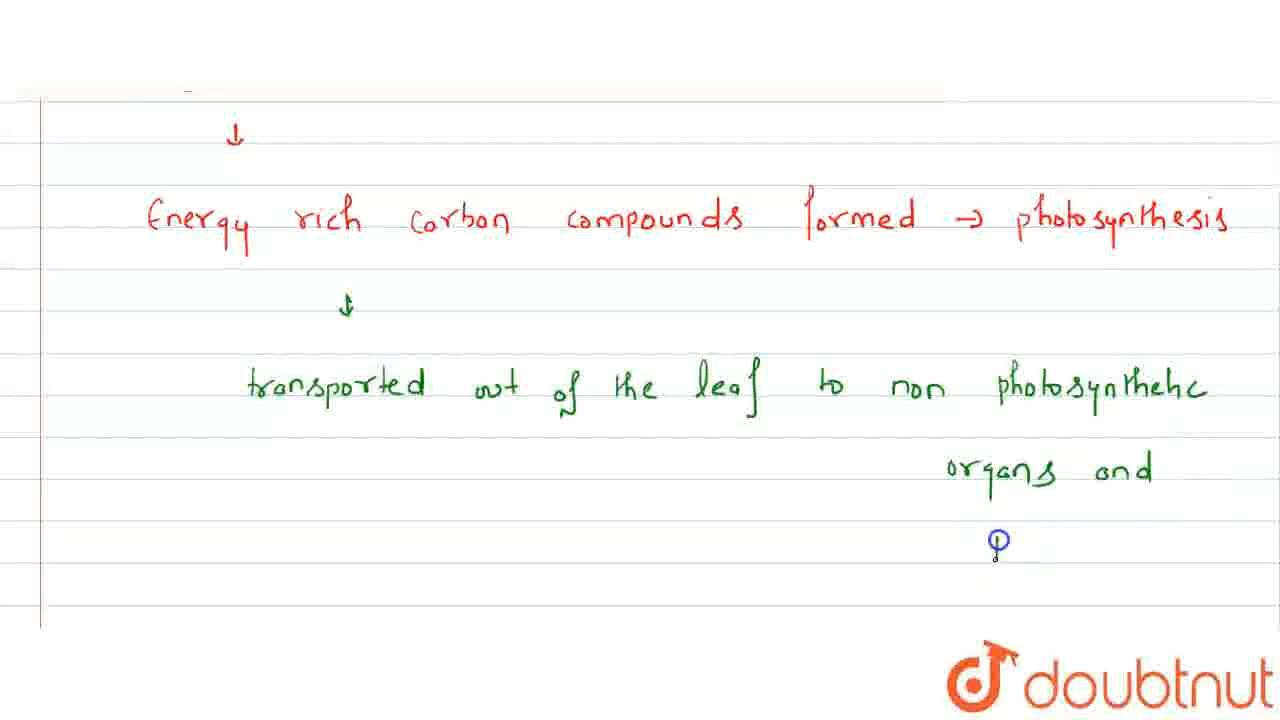 ↓
Energy rich carbon compounds formed → photosynthesis
↓
transported out of the leaf to non photosynthetic
organs and
doubtnut